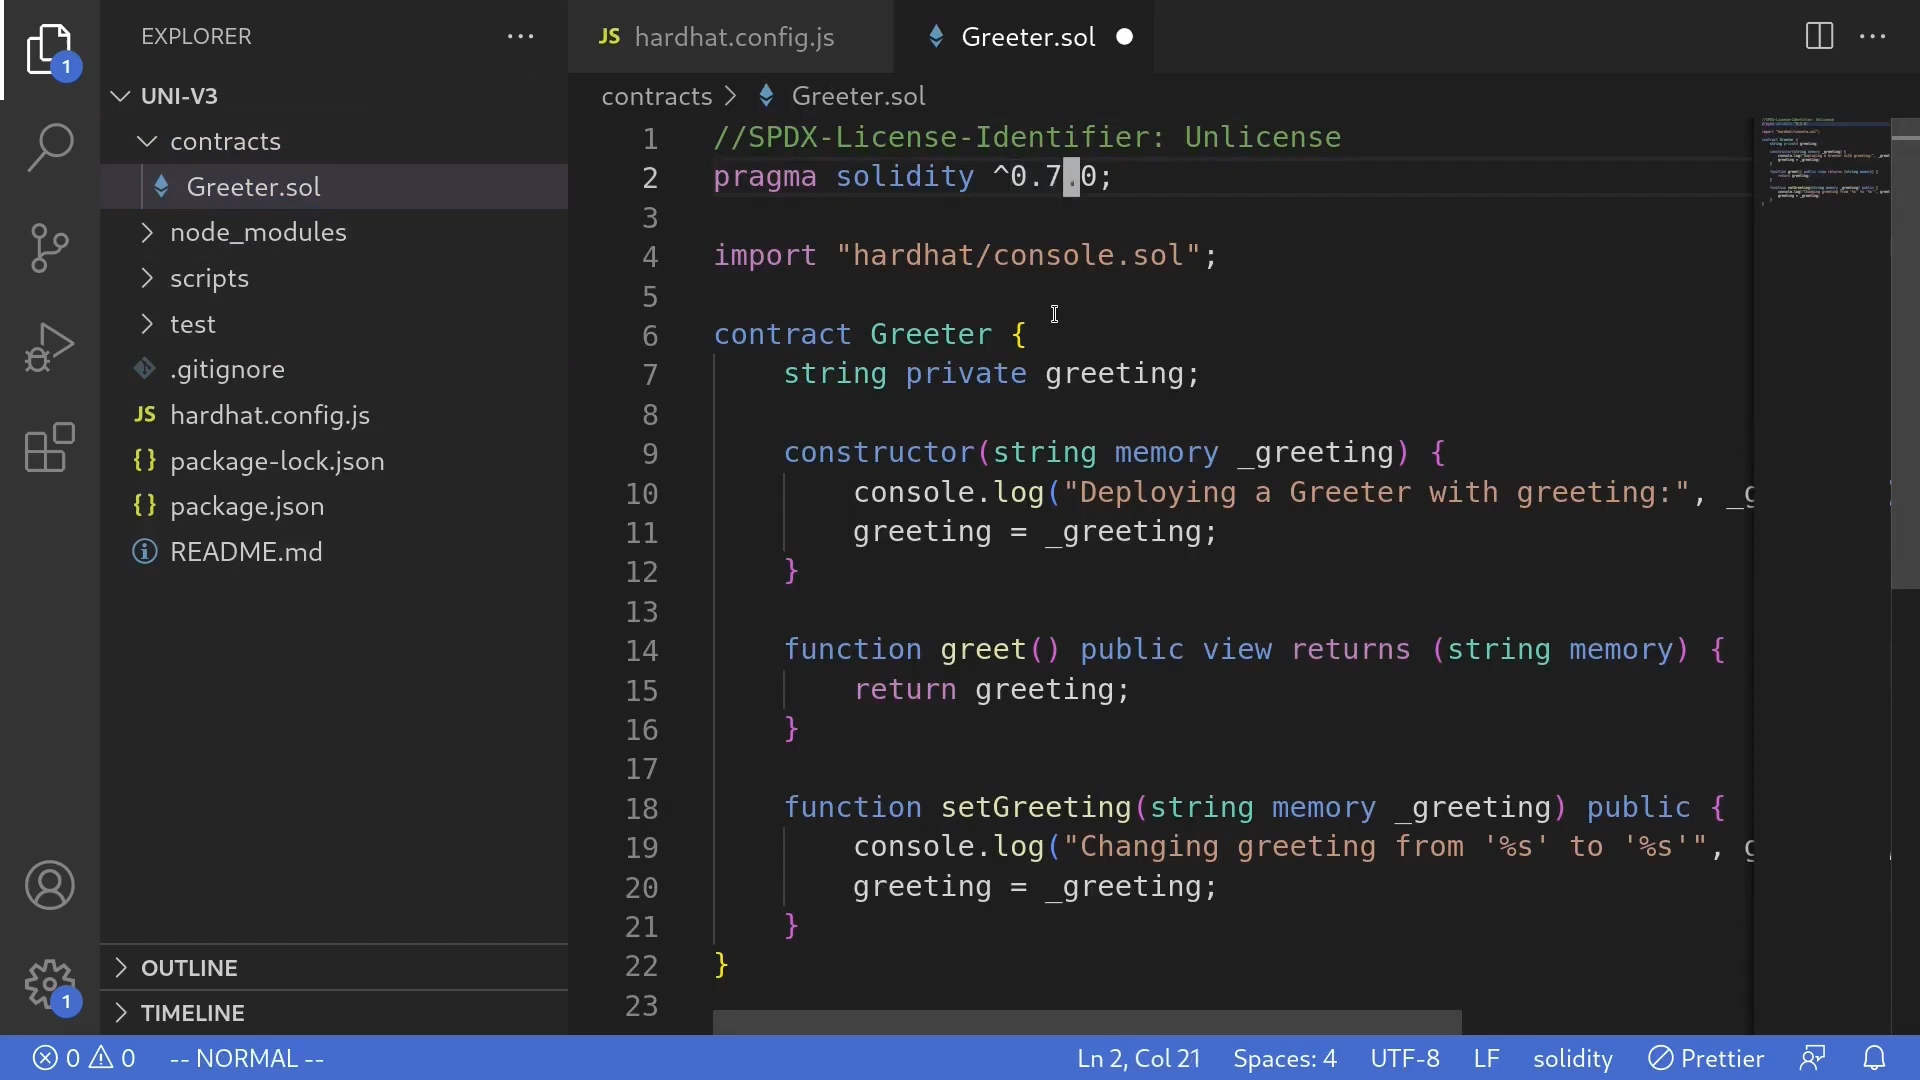 EXPLORER
UNI-V3
contracts
Greeter.sol
node_modules
scripts
test
.gitignore
JS hardhat.config.js
{} package-lock.json
{} package.json
README.md
OUTLINE
TIMELINE
1
1
JS hardhat.config.js
Greeter.sol
contracts > Greeter.sol
1 //SPDX-License-Identifier: Unlicense
2 pragma solidity ^0.7.0;
3
4 import "hardhat/console.sol";
5
6 contract Greeter {
7 string private greeting;
8
9 constructor(string memory _greeting) {
10 console.log("Deploying a Greeter with greeting:", _g
11 greeting = _greeting;
12 }
13
14 function greet() public view returns (string memory) {
15 return greeting;
16 }
17
18 function setGreeting(string memory _greeting) public {
19 console.log("Changing greeting from '%s' to '%s'", g
20 greeting = _greeting;
21 }
22 }
23
0 0 -- NORMAL -- Ln 2, Col 21 Spaces: 4 UTF-8 LF solidity Prettier